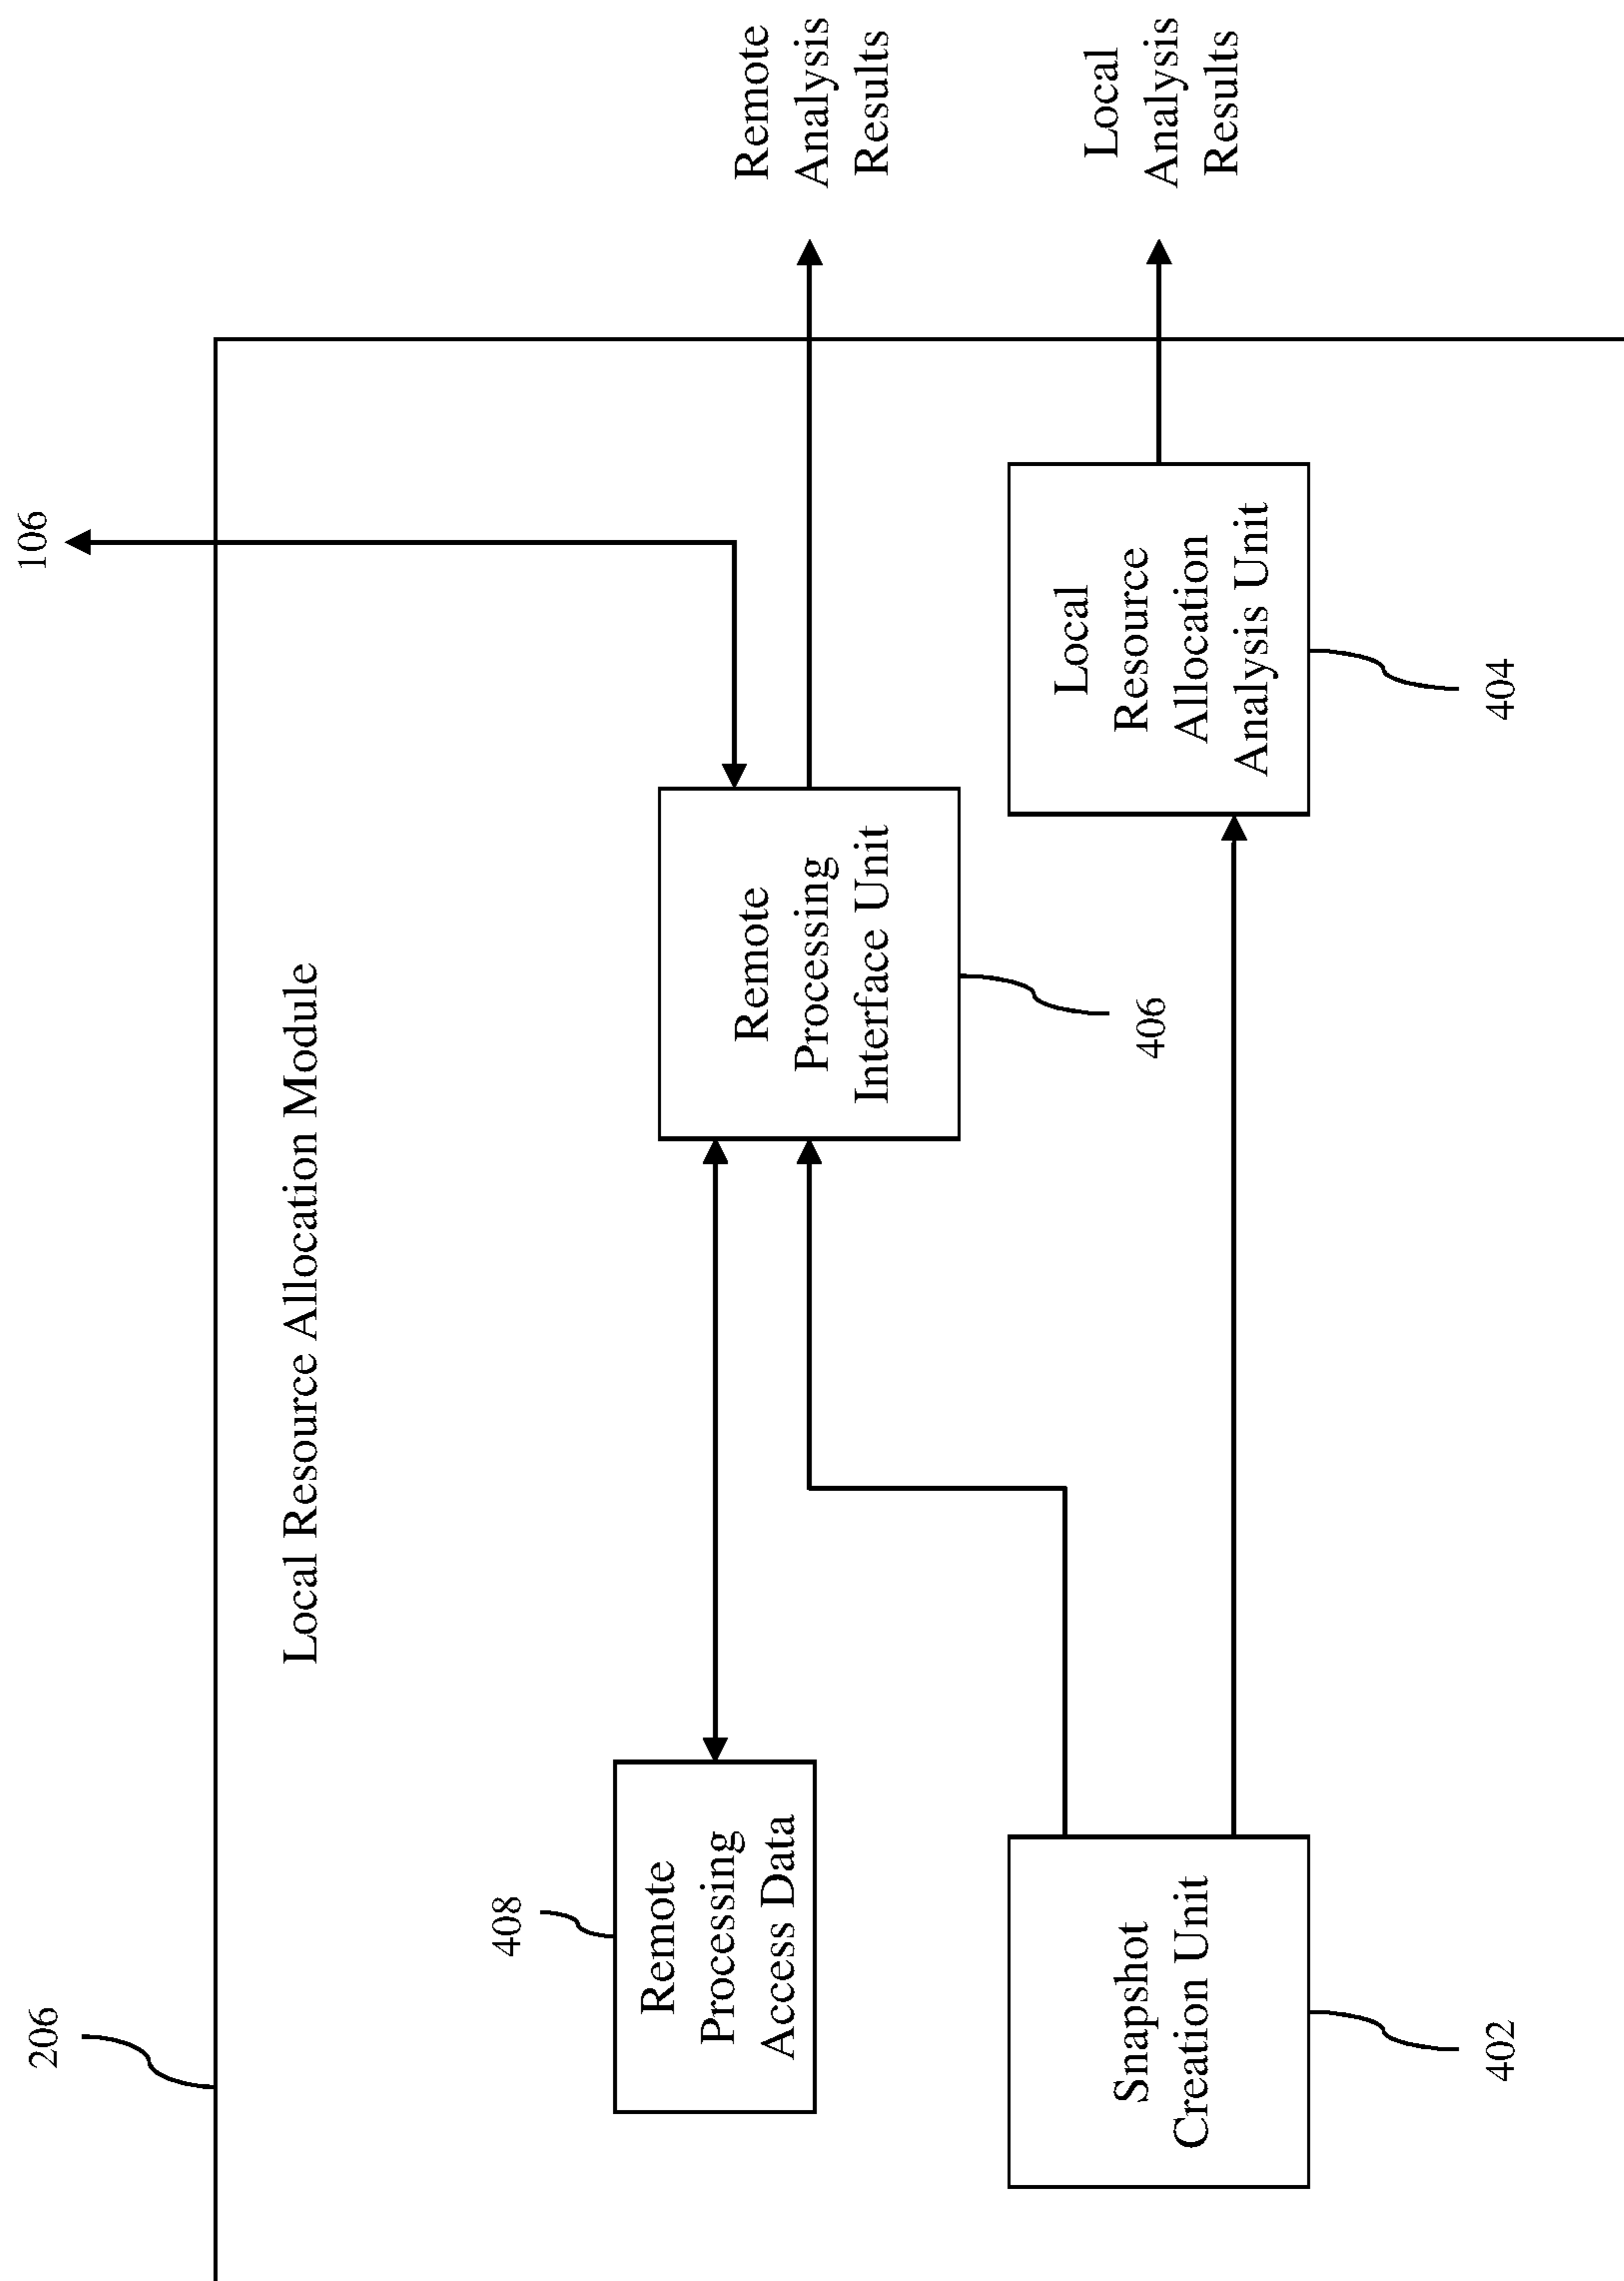 206
106
Local Resource Allocation Module
408
Remote
Processing
Access Data
Remote
Processing
Interface Unit
406
Remote
Analysis
Results
Snapshot
Creation Unit
402
Local
Resource
Allocation
Analysis Unit
404
Local
Analysis
Results